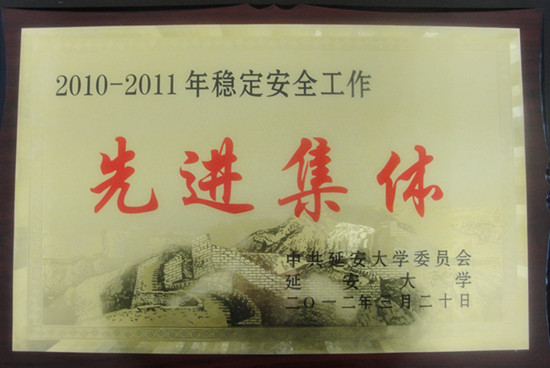 2010-2011年稳定安全工作
先进集体
中共延安大学委员会
延安大学
二〇一二年三月二十日